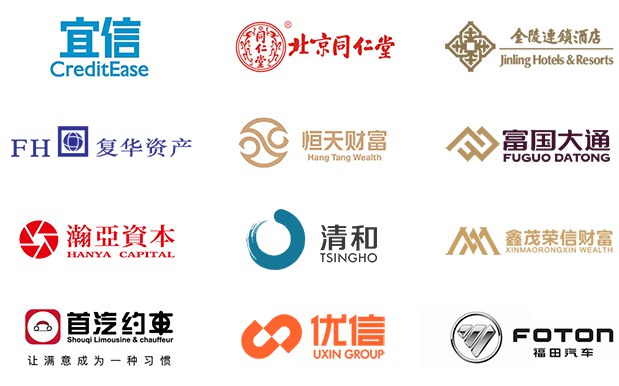 宜信
CreditEase
同仁堂
北京同仁堂
®
金陵連鎖酒店
Jinling Hotels & Resorts
FH 复华资产
恒天财富
Hang Tang Wealth
富国大通
FUGUO DATONG
瀚亞資本
HANYA CAPITAL
清和
TSINGHO
鑫茂荣信财富
XINMAORONGXIN WEALTH
首汽约車
Shouqi Limousine & chauffeur
让满意成为一种习惯
优信
UXIN GROUP
FOTON
福田汽车